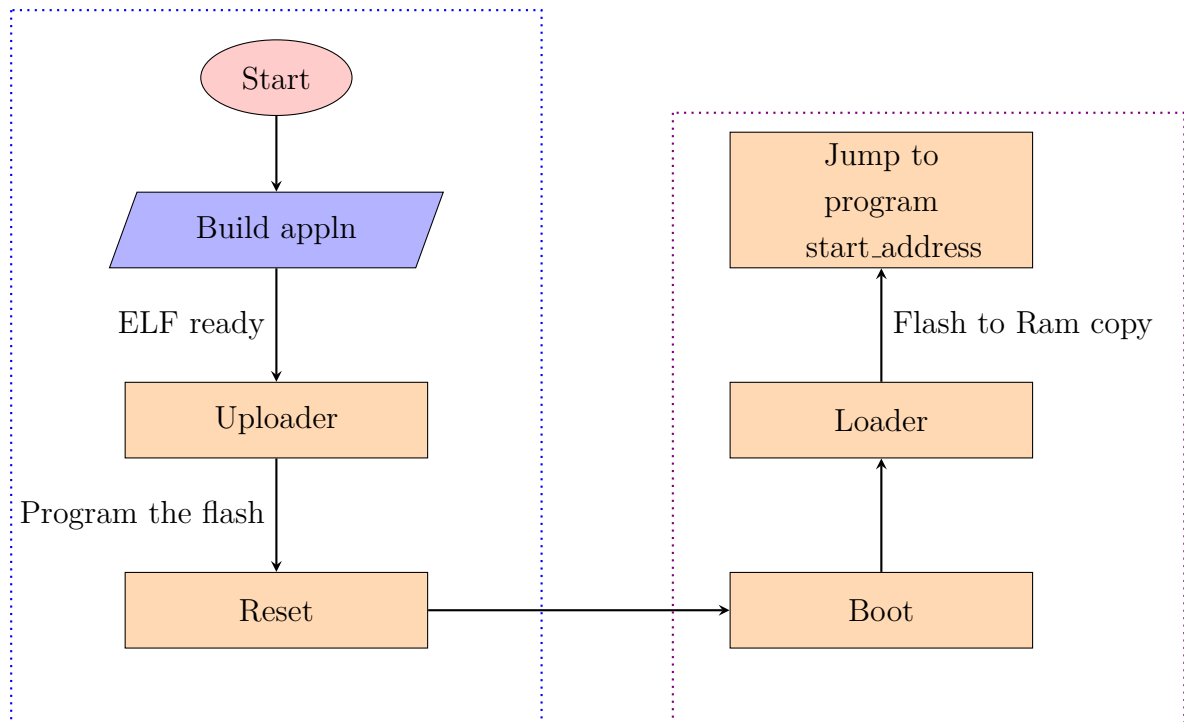 Start
Build appln
ELF ready
Uploader
Program the flash
Reset
Boot
Loader
Flash to Ram copy
Jump to
program
start_address